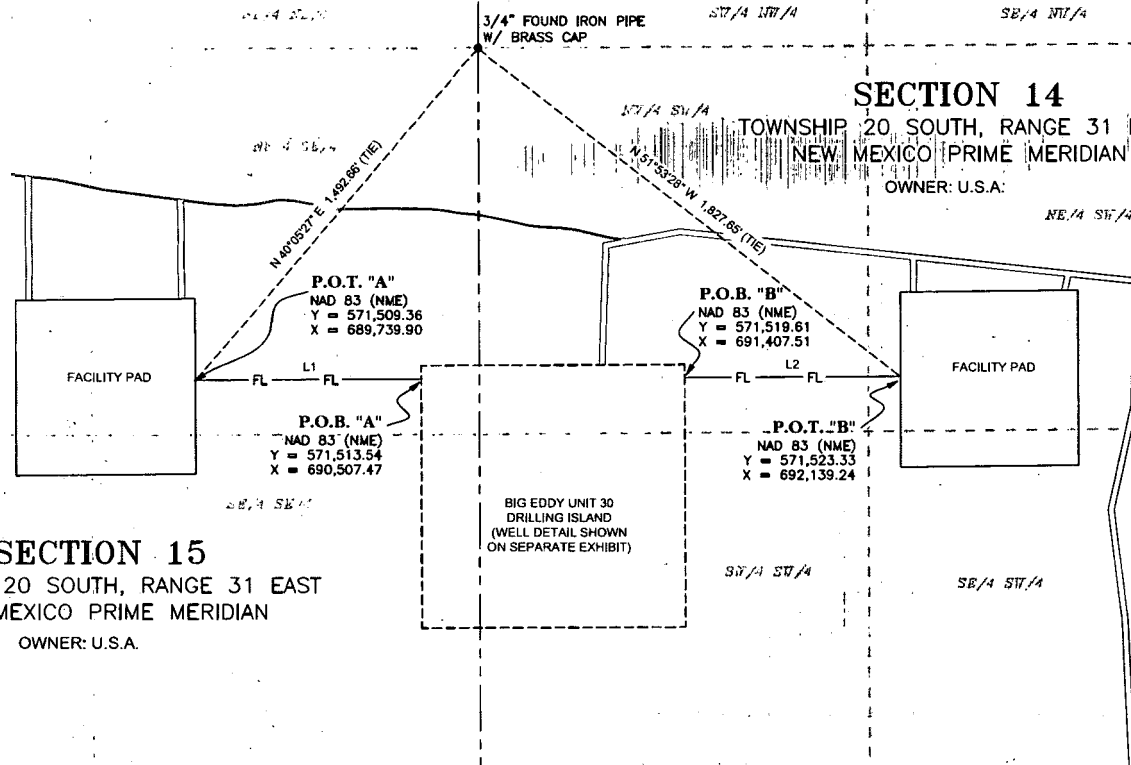 SW/4 NW/4
SE/4 NW/4
3/4" FOUND IRON PIPE
W/ BRASS CAP
SECTION 14
TOWNSHIP 20 SOUTH, RANGE 31
NEW MEXICO PRIME MERIDIAN
OWNER: U.S.A.
NW/4 SW/4
NE/4 SE/4
NE/4 SW/4
N 40°05'27" E 1,492.66' (TIE)
N 51°53'28" W 1,827.65' (TIE)
P.O.T. "A"
NAD 83 (NME)
Y = 571,509.36
X = 689,739.90
P.O.B. "B"
NAD 83 (NME)
Y = 571,519.61
X = 691,407.51
FACILITY PAD
FL L1 FL
FL L2 FL
FACILITY PAD
P.O.B. "A"
NAD 83 (NME)
Y = 571,513.54
X = 690,507.47
P.O.T. "B"
NAD 83 (NME)
Y = 571,523.33
X = 692,139.24
SE/4 SE/4
BIG EDDY UNIT 30
DRILLING ISLAND
(WELL DETAIL SHOWN
ON SEPARATE EXHIBIT)
SECTION 15
20 SOUTH, RANGE 31 EAST
MEXICO PRIME MERIDIAN
OWNER: U.S.A.
SW/4 SW/4
SE/4 SW/4